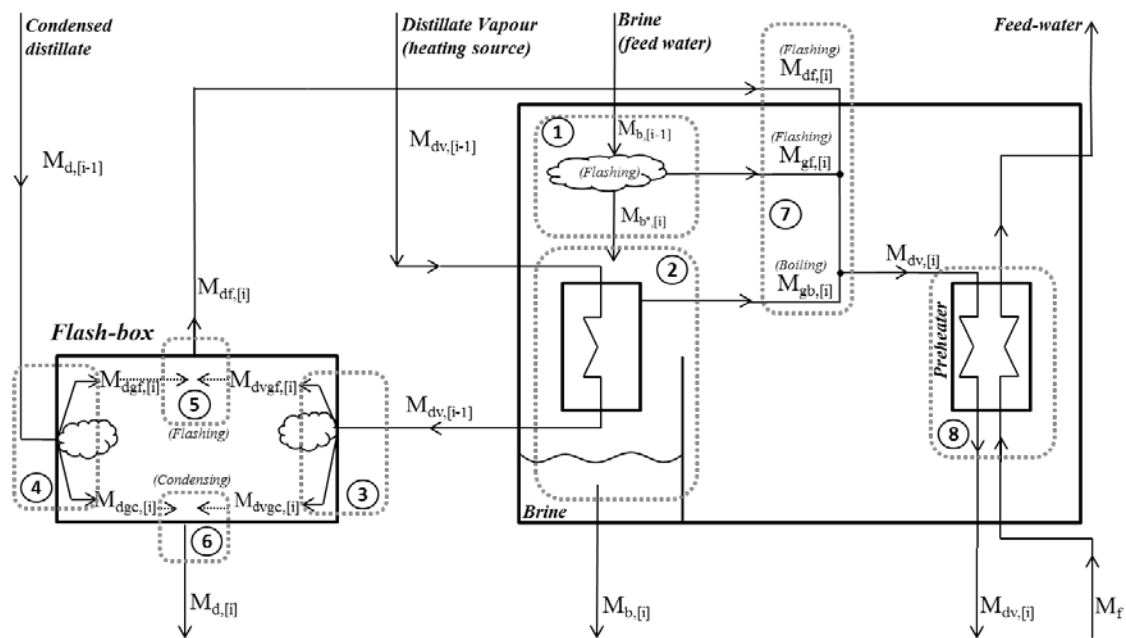 Condensed
distillate
Distillate Vapour
(heating source)
Brine
(feed water)
Feed-water
(Flashing)
M_df,[i]
1
M_b,[i-1]
M_dv,[i-1]
M_d,[i-1]
(Flashing)
(Flashing)
M_gf,[i]
M_b",[i]
7
2
M_dv,[i]
(Boiling)
M_gb,[i]
M_df,[i]
Flash-box
Preheater
M_dgf,[i]
M_dvgf,[i]
5
(Flashing)
M_dv,[i-1]
8
4
(Condensing)
3
M_dgc,[i]
M_dvgc,[i]
6
Brine
M_d,[i]
M_b,[i]
M_dv,[i]
M_f